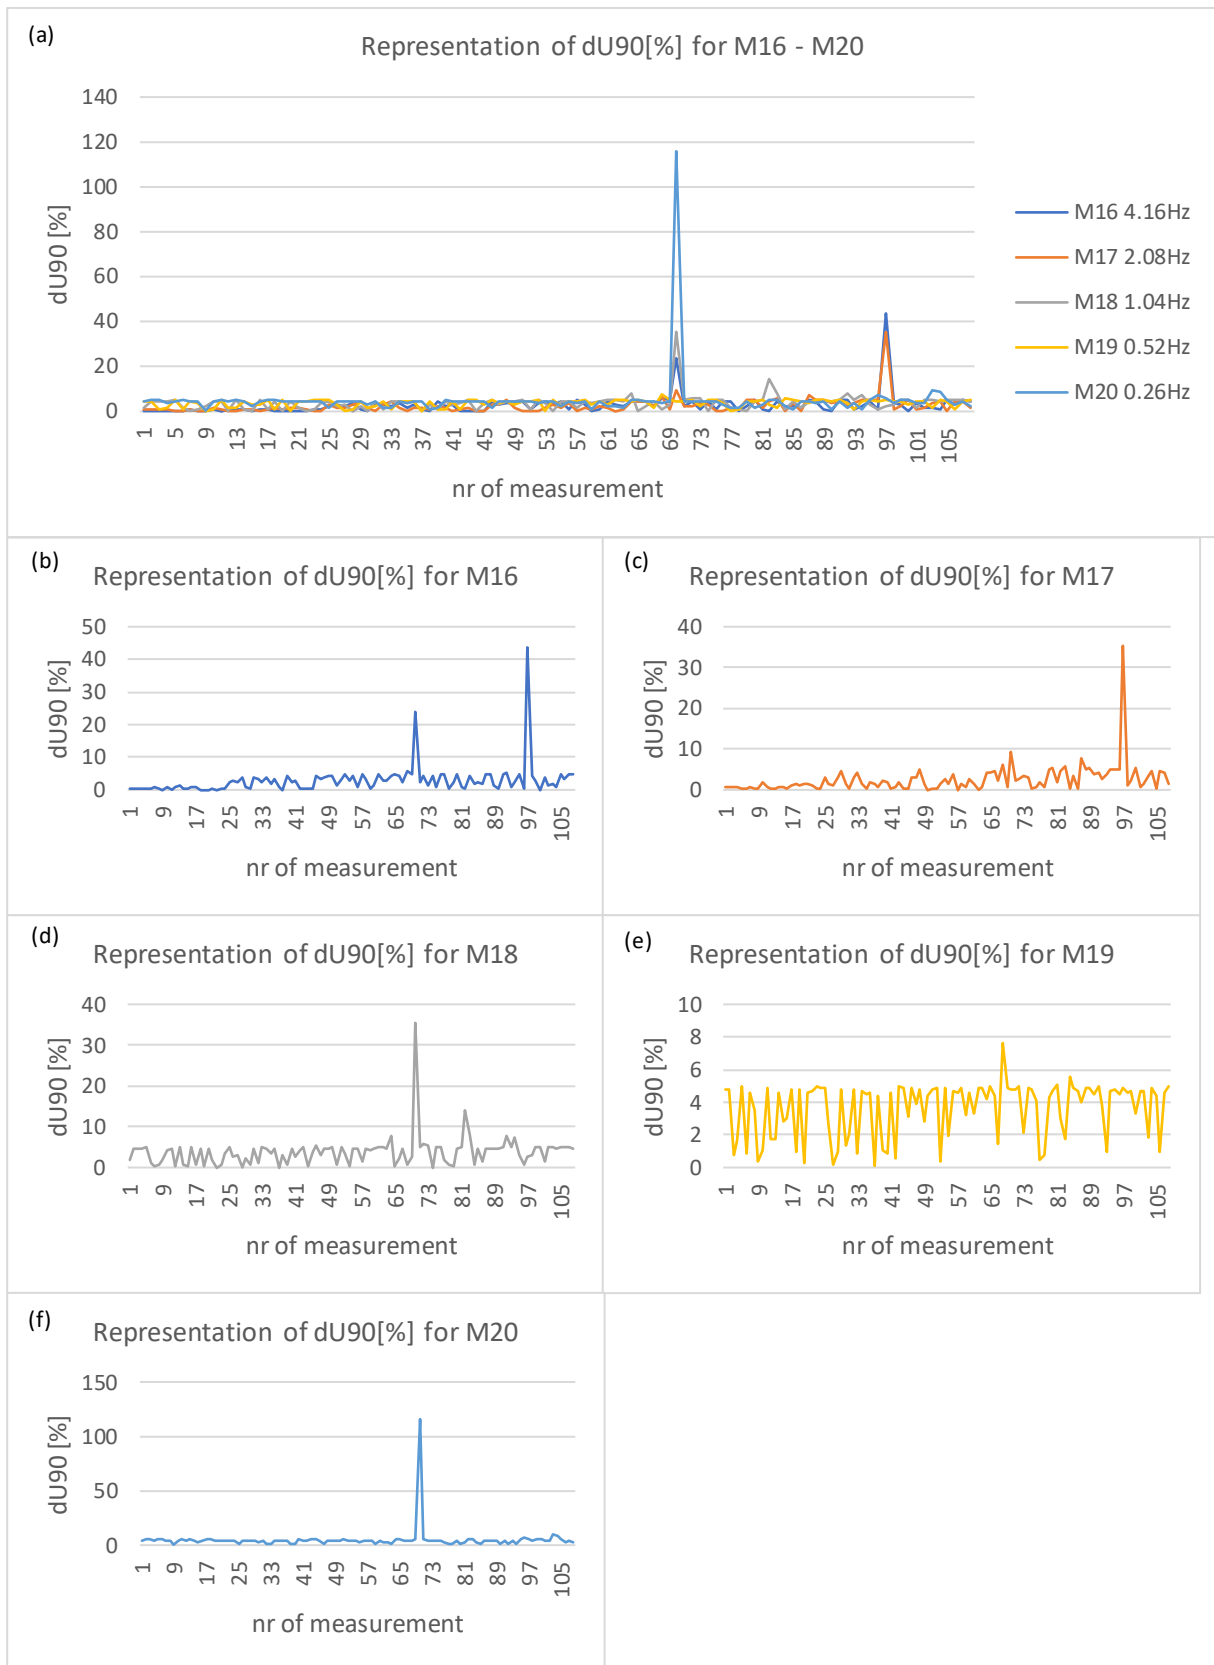 (a)
Representation of dU90[%] for M16 - M20
140
120
100
80
60
40
20
0
dU90 [%]
1 5 9 13 17 21 25 29 33 37 41 45 49 53 57 61 65 69 73 77 81 85 89 93 97 101 105
nr of measurement
M16 4.16Hz
M17 2.08Hz
M18 1.04Hz
M19 0.52Hz
M20 0.26Hz
(b)
Representation of dU90[%] for M16
50
40
30
20
10
0
dU90 [%]
1 9 17 25 33 41 49 57 65 73 81 89 97 105
nr of measurement
(c)
Representation of dU90[%] for M17
40
30
20
10
0
dU90 [%]
1 9 17 25 33 41 49 57 65 73 81 89 97 105
nr of measurement
(d)
Representation of dU90[%] for M18
40
30
20
10
0
dU90 [%]
1 9 17 25 33 41 49 57 65 73 81 89 97 105
nr of measurement
(e)
Representation of dU90[%] for M19
10
8
6
4
2
0
dU90 [%]
1 9 17 25 33 41 49 57 65 73 81 89 97 105
nr of measurement
(f)
Representation of dU90[%] for M20
150
100
50
0
dU90 [%]
1 9 17 25 33 41 49 57 65 73 81 89 97 105
nr of measurement